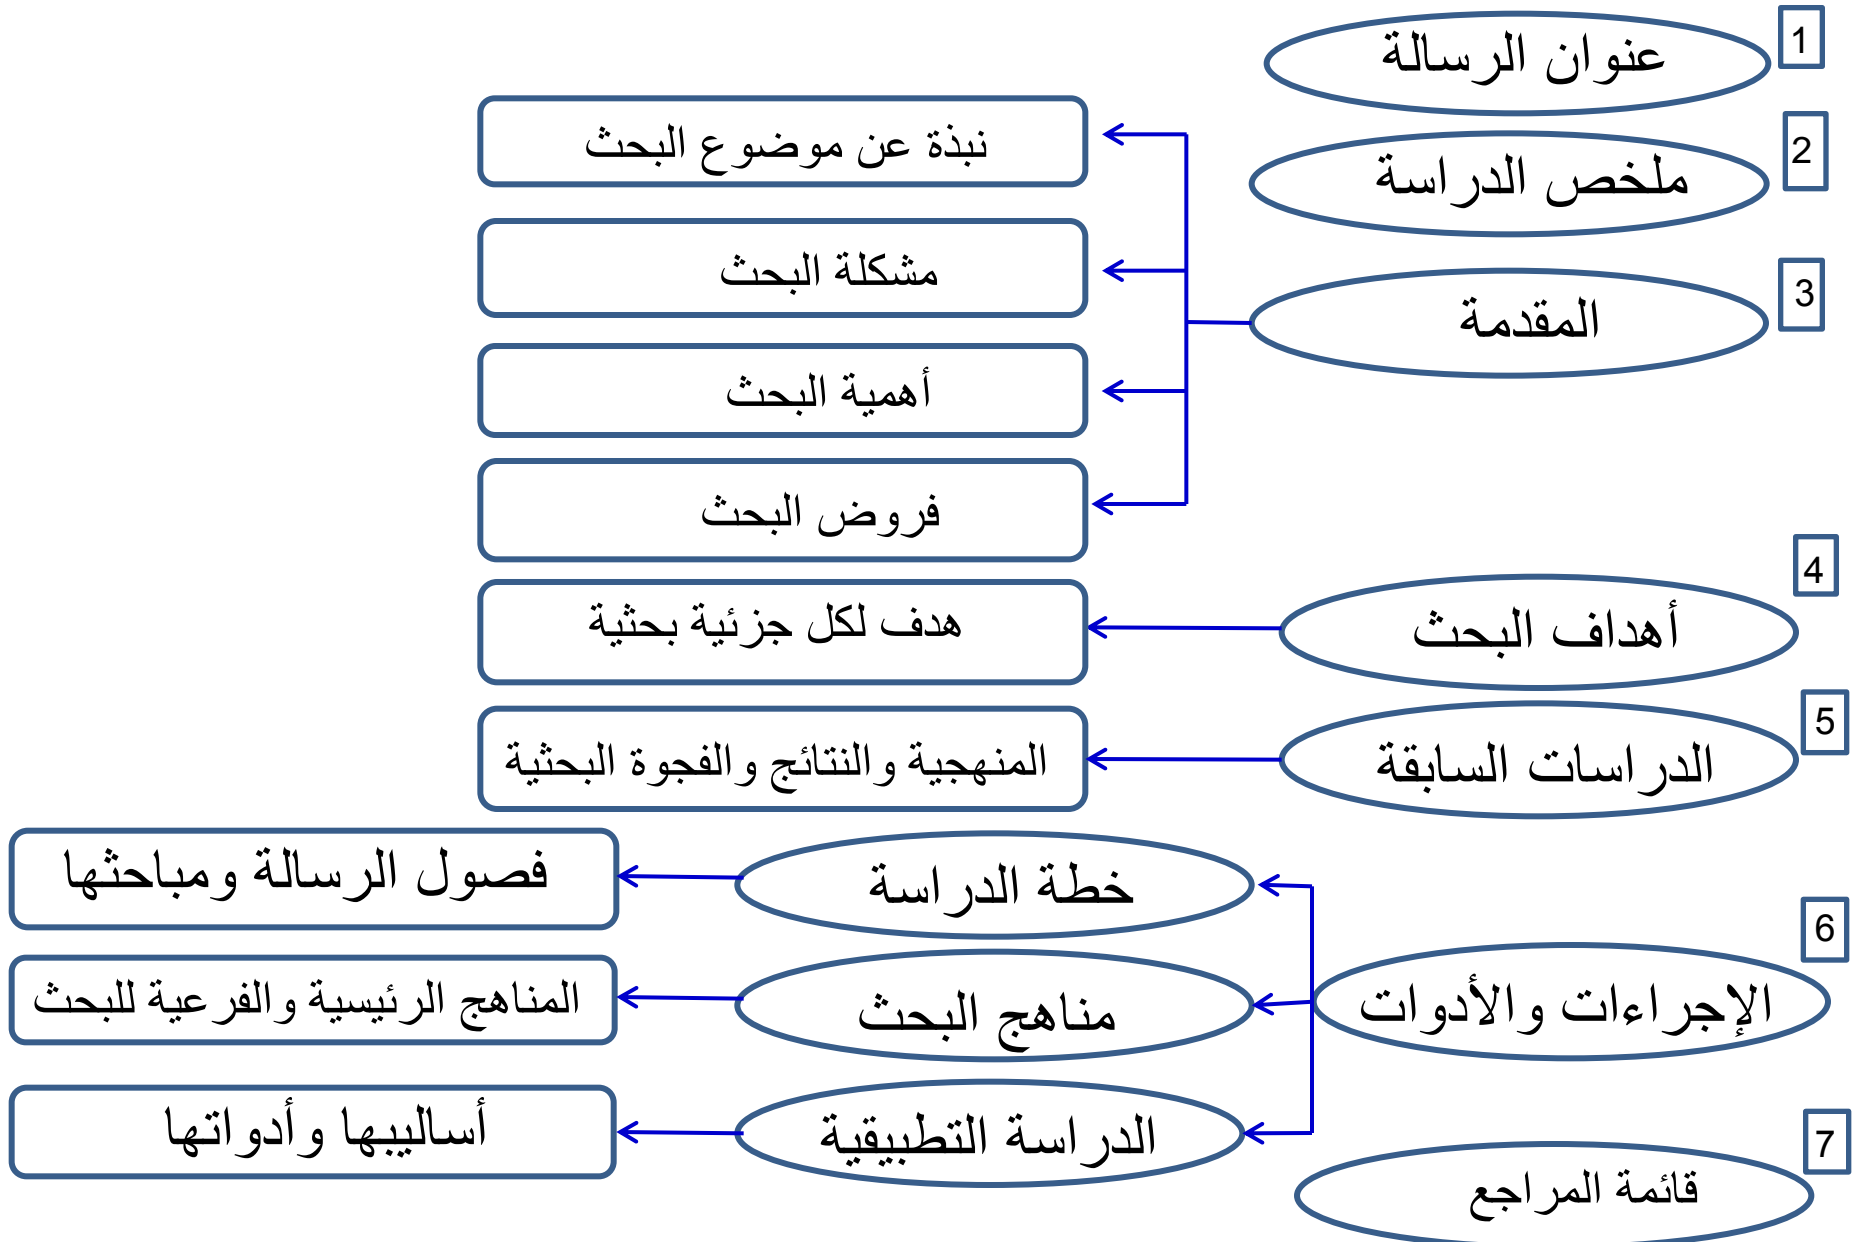 1
عنوان الرسالة
2
ملخص الدراسة
3
المقدمة
نبذة عن موضوع البحث
مشكلة البحث
أهمية البحث
فروض البحث
4
أهداف البحث
هدف لكل جزئية بحثية
5
الدراسات السابقة
المنهجية والنتائج والفجوة البحثية
6
الإجراءات والأدوات
خطة الدراسة
فصول الرسالة ومباحثها
مناهج البحث
المناهج الرئيسية والفرعية للبحث
الدراسة التطبيقية
أساليبها وأدواتها
7
قائمة المراجع